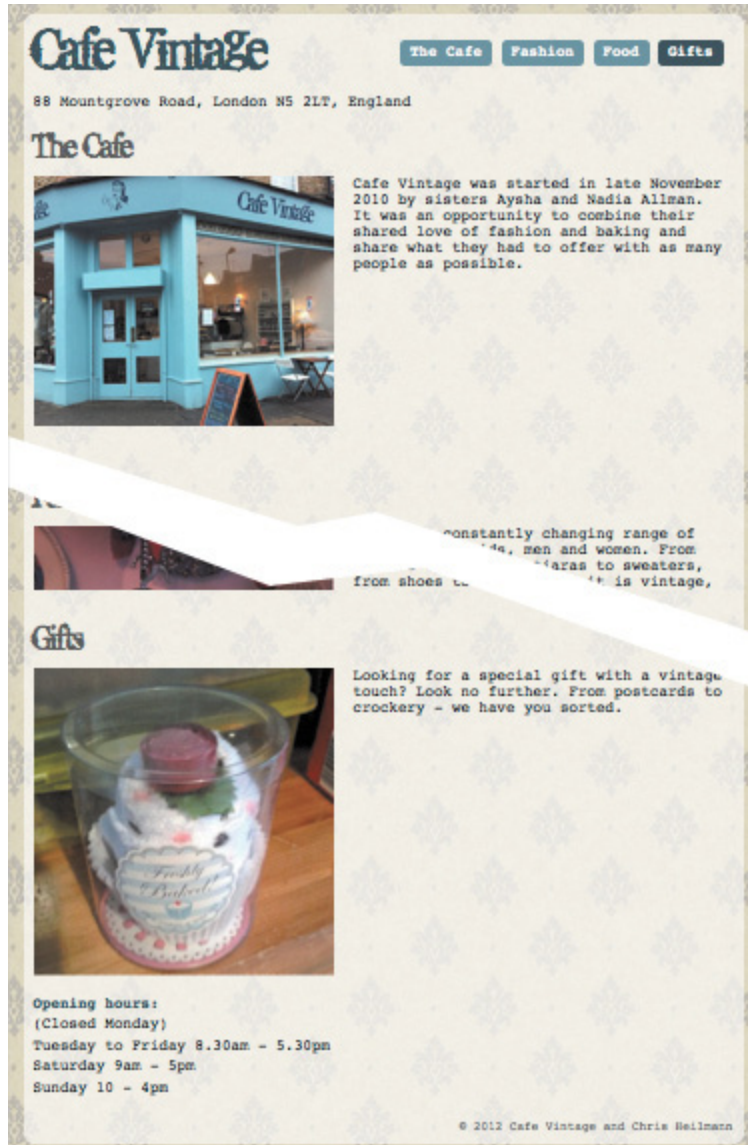 Cafe Vintage
The Cafe Fashion Food Gifts
88 Mountgrove Road, London N5 2LT, England
The Cafe
Cafe Vintage
Cafe Vintage was started in late November
2010 by sisters Aysha and Nadia Allman.
It was an opportunity to combine their
shared love of fashion and baking and
share what they had to offer with as many
people as possible.
constantly changing range of
men and women. From
to sweaters,
from shoes it is vintage,
Gifts
Looking for a special gift with a vintage
touch? Look no further. From postcards to
crockery - we have you sorted.
Freshly
Baked!
Opening hours:
(Closed Monday)
Tuesday to Friday 8.30am - 5.30pm
Saturday 9am - 5pm
Sunday 10 - 4pm
© 2012 Cafe Vintage and Chris Heilmann